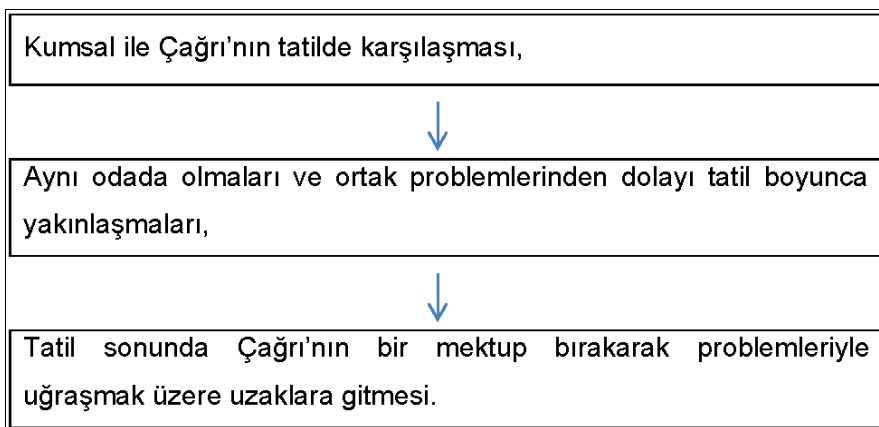 Kumsal ile Çağrı’nın tatilde karşılaşması,
Aynı odada olmaları ve ortak problemlerinden dolayı tatil boyunca
yakınlaşmaları,
Tatil sonunda Çağrı’nın bir mektup bırakarak problemleriyle
uğraşmak üzere uzaklara gitmesi.